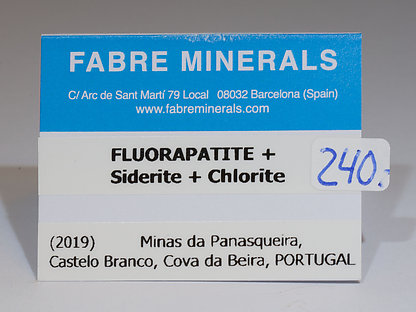 FABRE MINERALS
C/ Arc de Sant Martí 79 Local 08032 Barcelona (Spain)
www.fabreminerals.com
FLUORAPATITE +
Siderite + Chlorite
240.
(2019) Minas da Panasqueira,
Castelo Branco, Cova da Beira, PORTUGAL